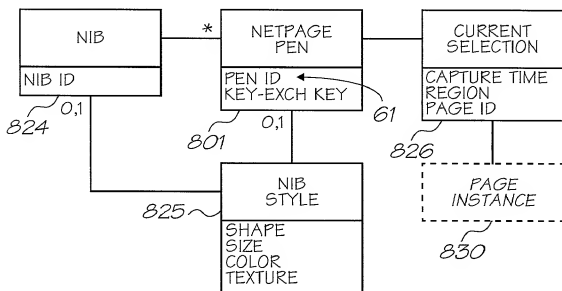 NIB
NIB ID
824
0,1
*
NETPAGE
PEN
PEN ID
KEY-EXCH KEY
61
801
0,1
CURRENT
SELECTION
CAPTURE TIME
REGION
PAGE ID
826
NIB
STYLE
825
SHAPE
SIZE
COLOR
TEXTURE
PAGE
INSTANCE
830